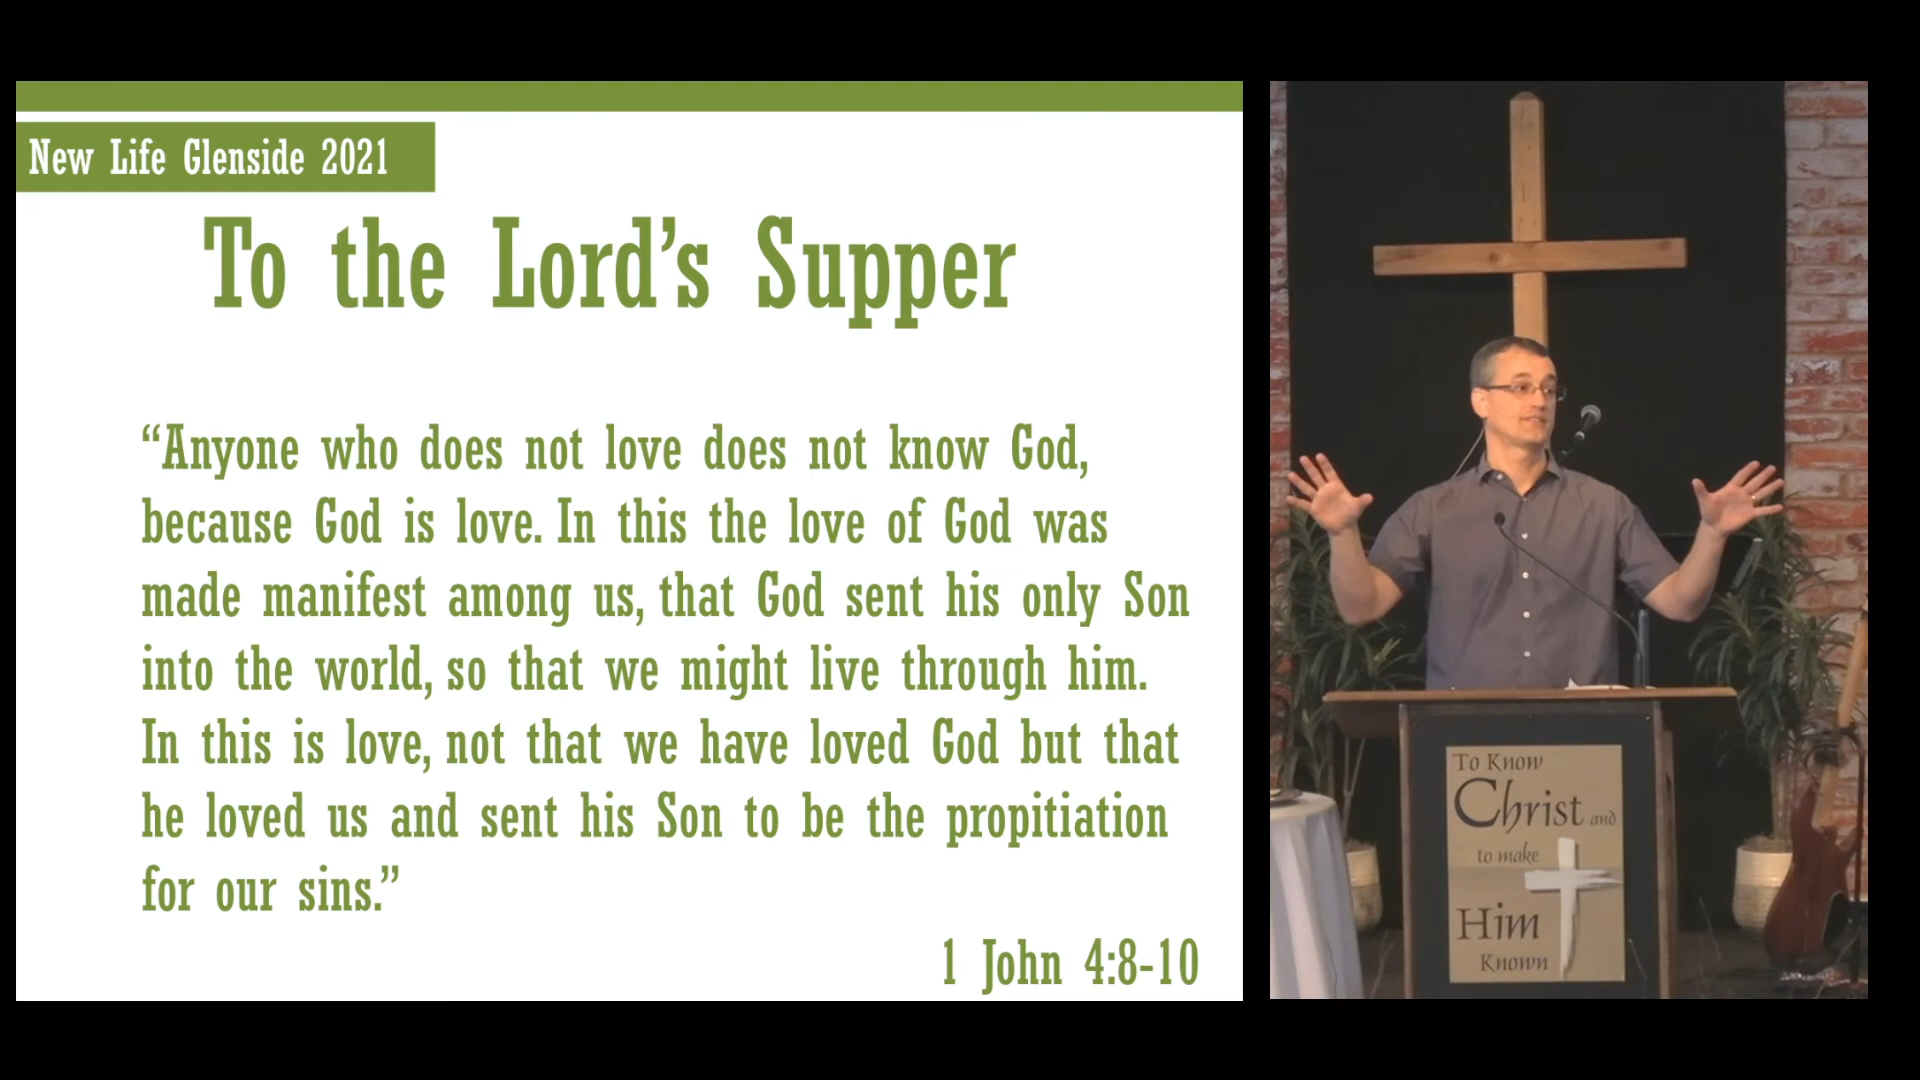 New Life Glenside 2021
To the Lord’s Supper
“Anyone who does not love does not know God,
because God is love. In this the love of God was
made manifest among us, that God sent his only Son
into the world, so that we might live through him.
In this is love, not that we have loved God but that
he loved us and sent his Son to be the propitiation
for our sins.”
1 John 4:8-10
To Know
Christ and
to make
Him
Known